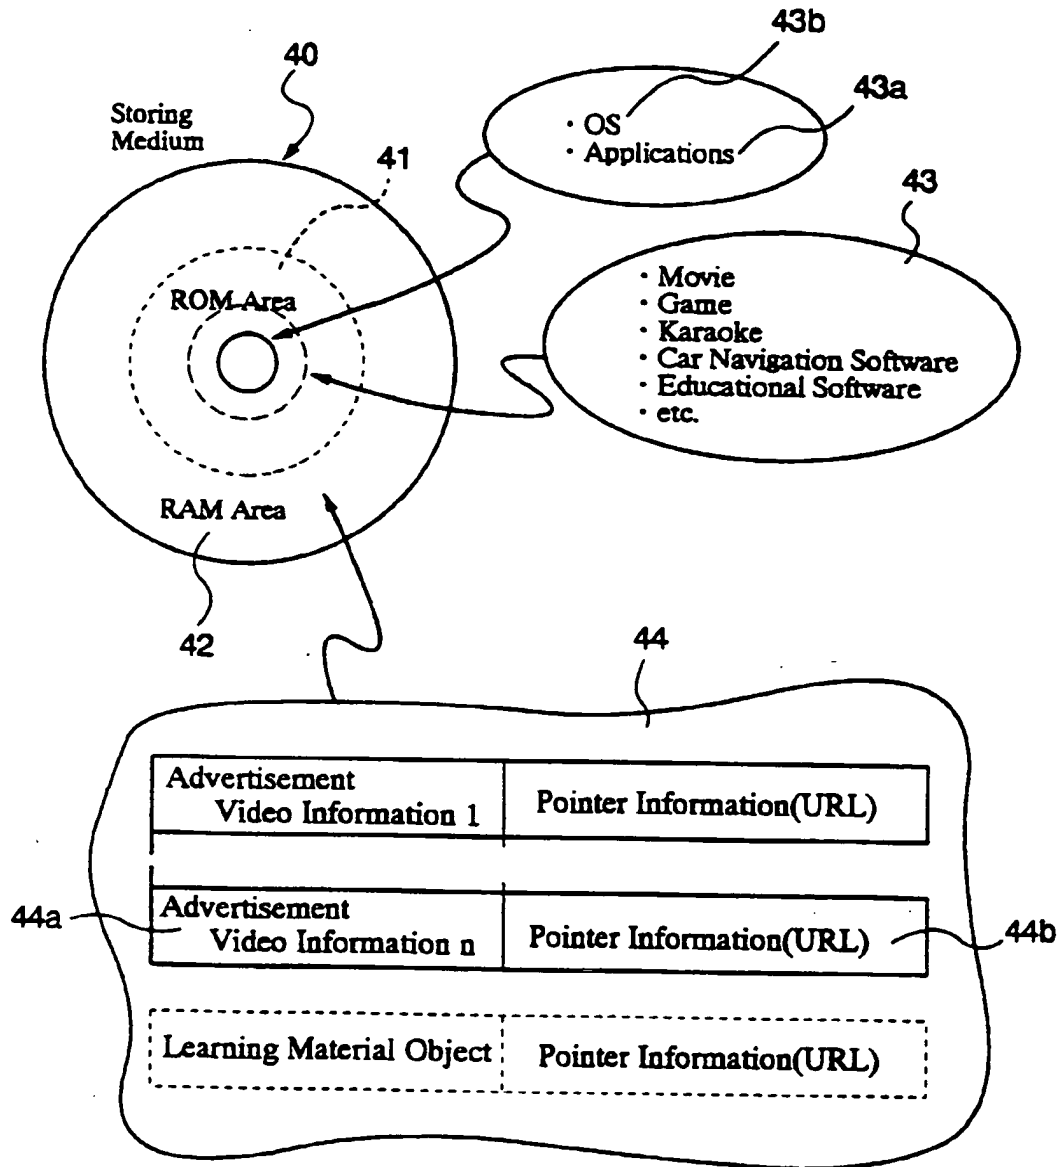 43b
40
43a
Storing
Medium
· OS
· Applications
41
43
ROM Area
· Movie
· Game
· Karaoke
· Car Navigation Software
· Educational Software
· etc.
RAM Area
42
44
Advertisement
Video Information 1
Pointer Information(URL)
44a
Advertisement
Video Information n
Pointer Information(URL)
44b
Learning Material Object
Pointer Information(URL)